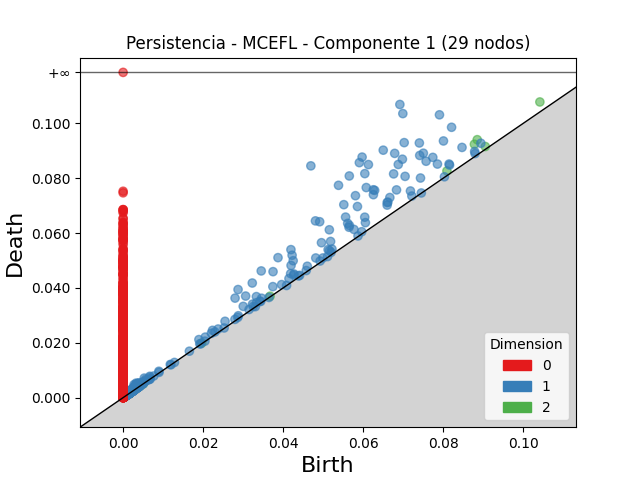 Persistencia - MCEFL - Componente 1 (29 nodos)
+∞
0.100
0.080
0.060
0.040
0.020
0.000
Death
Dimension
0
1
2
0.00 0.02 0.04 0.06 0.08 0.10
Birth